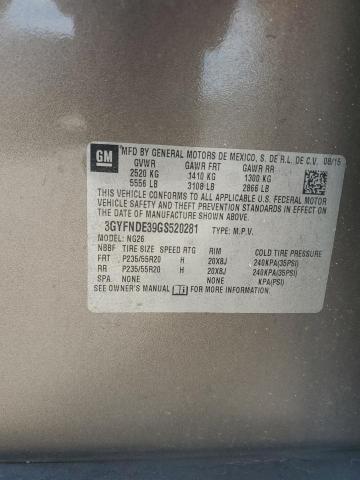 GM
MFD BY GENERAL MOTORS DE MEXICO, S. DE R.L. DE C.V. 08/15
GVWR GAWR FRT GAWR RR
2520 KG 1410 KG 1300 KG
5556 LB 3108 LB 2866 LB
THIS VEHICLE CONFORMS TO ALL APPLICABLE U.S. FEDERAL MOTOR
VEHICLE SAFETY AND THEFT PREVENTION STANDARDS IN EFFECT ON
THE DATE OF MANUFACTURE SHOWN ABOVE.
3GYFNDE39GS520281 TYPE: M.P.V.
MODEL: NG26
NBBF TIRE SIZE SPEED RTG RIM COLD TIRE PRESSURE
FRT P235/55R20 H 20X8J 240KPA(35PSI)
RR P235/55R20 H 20X8J 240KPA(35PSI)
SPA NONE NONE KPA(PSI)
SEE OWNER'S MANUAL FOR MORE INFORMATION.